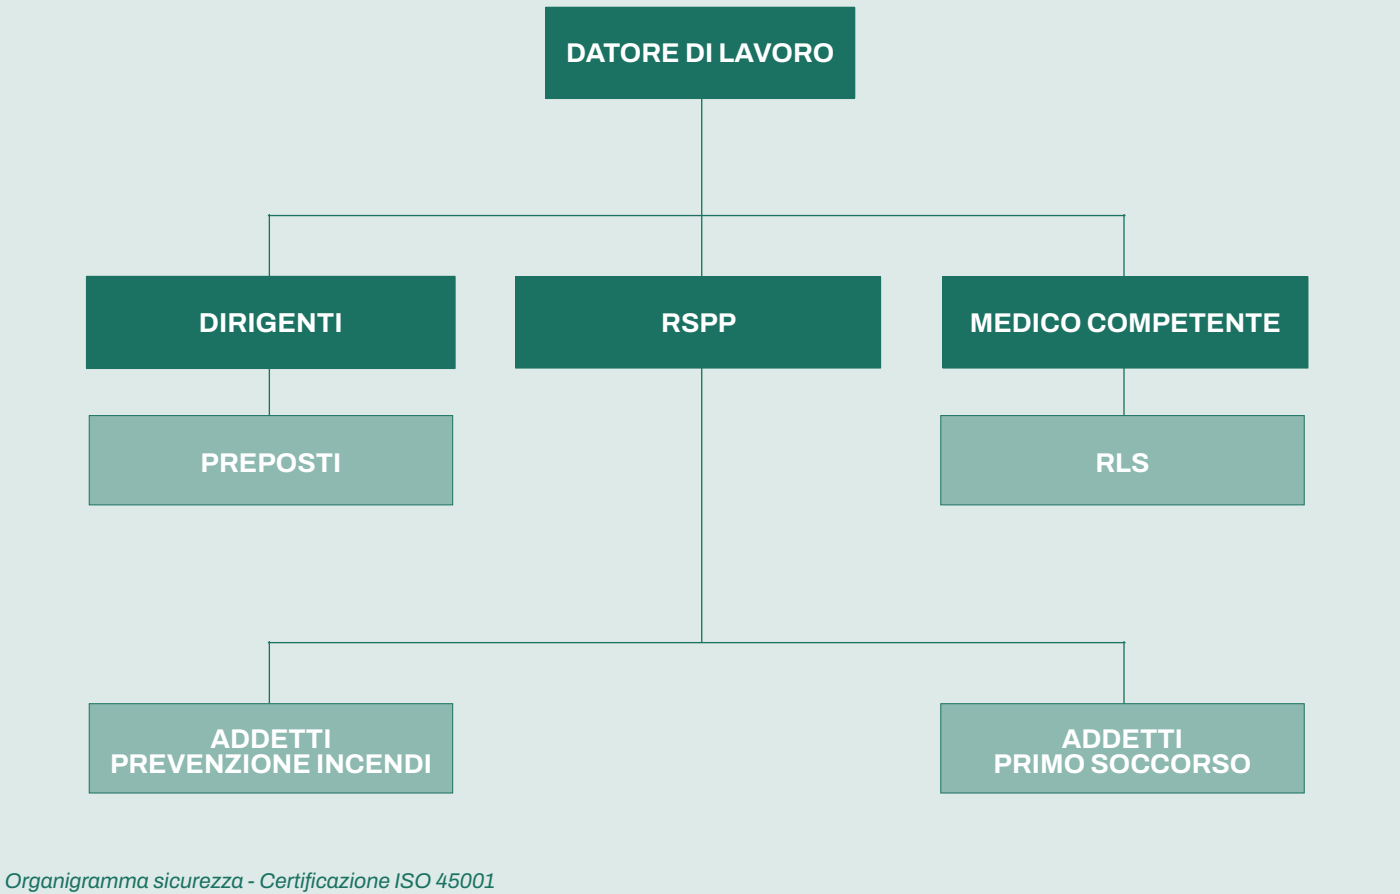 DATORE DI LAVORO
DIRIGENTI
RSPP
MEDICO COMPETENTE
PREPOSTI
RLS
ADDETTI
PREVENZIONE INCENDI
ADDETTI
PRIMO SOCCORSO
Organigramma sicurezza - Certificazione ISO 45001